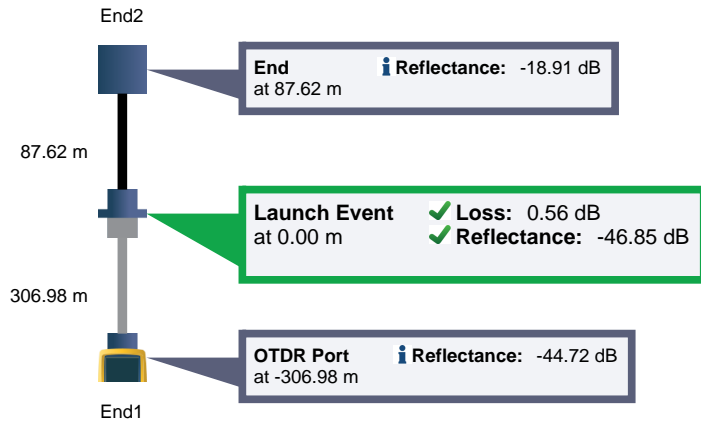 End2
End i Reflectance: -18.91 dB
at 87.62 m
87.62 m
Launch Event Loss: 0.56 dB
at 0.00 m Reflectance: -46.85 dB
306.98 m
OTDR Port i Reflectance: -44.72 dB
at -306.98 m
End1